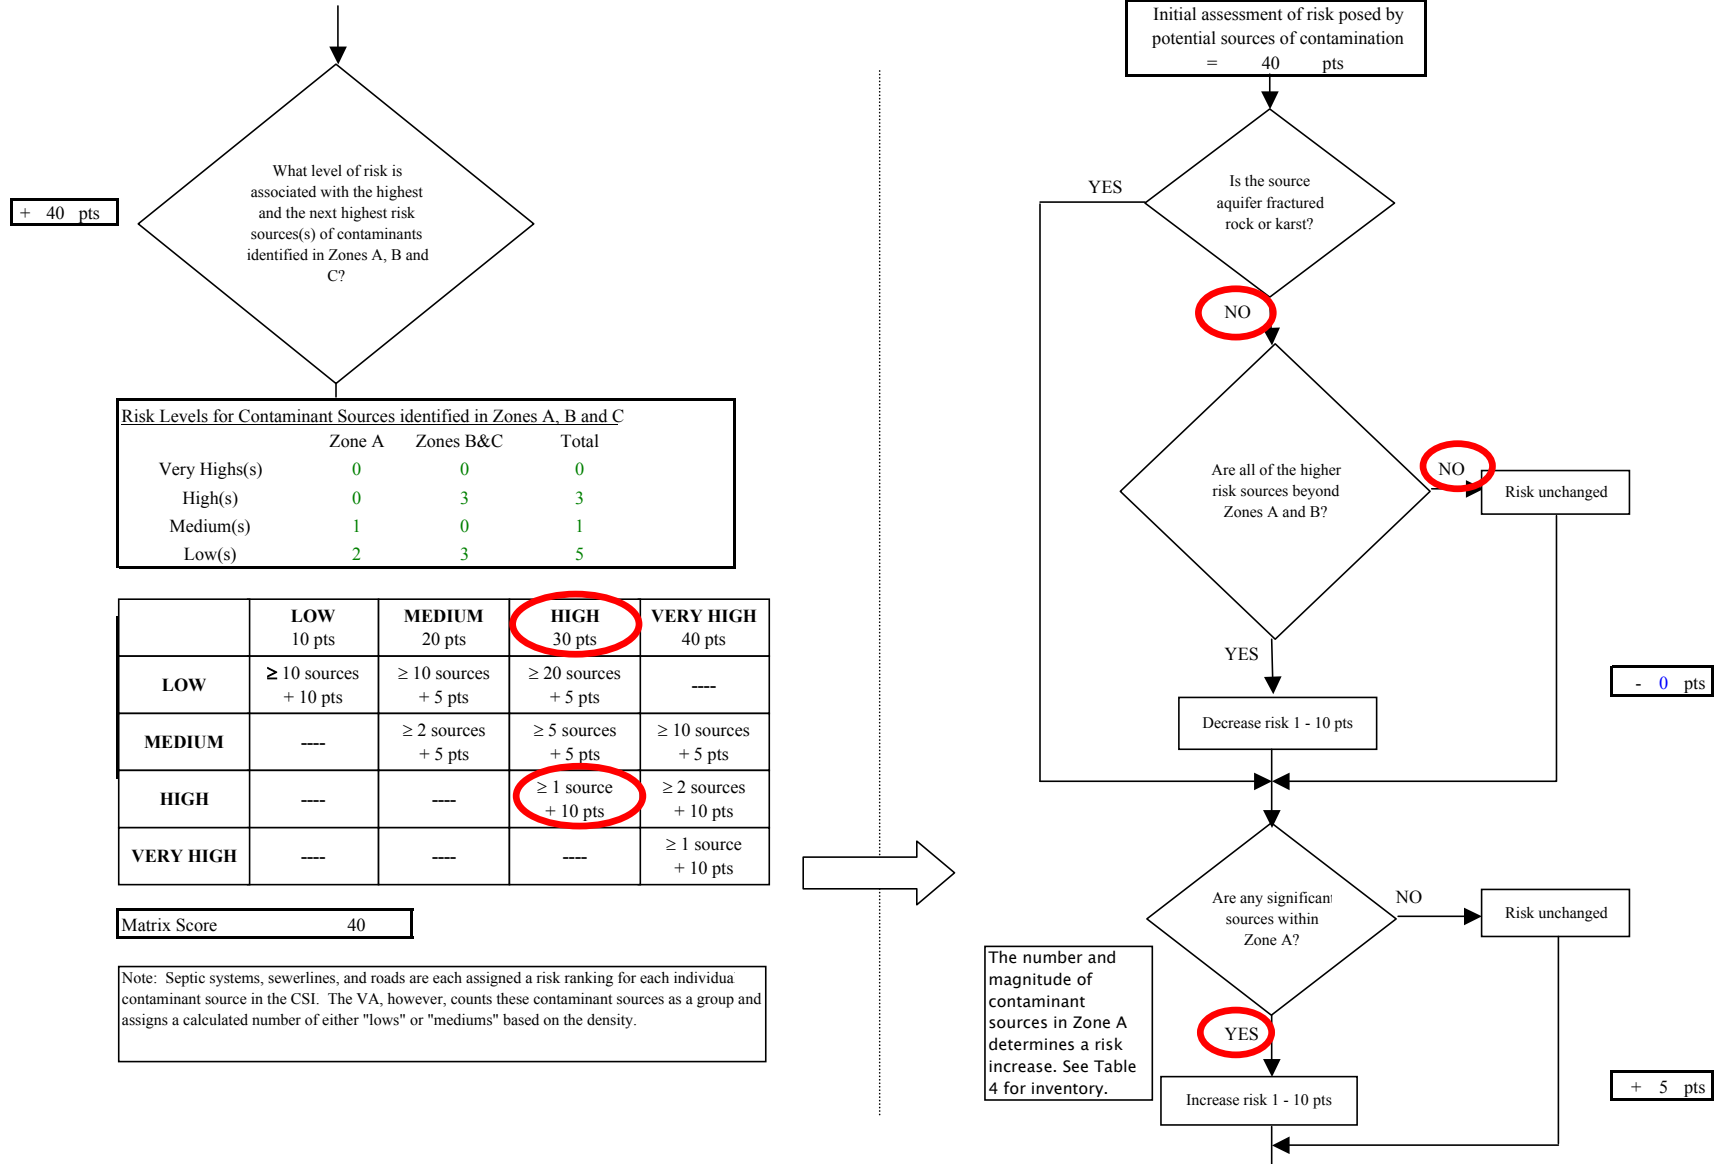 What level of risk is
associated with the highest
and the next highest risk
sources(s) of contaminants
identified in Zones A, B and
C?
+ 40 pts
Risk Levels for Contaminant Sources identified in Zones A, B and C
Zone A Zones B&C Total
Very Highs(s) 0 0 0
High(s) 0 3 3
Medium(s) 1 0 1
Low(s) 2 3 5
LOW MEDIUM HIGH VERY HIGH
10 pts 20 pts 30 pts 40 pts
LOW ≥ 10 sources ≥ 10 sources ≥ 20 sources ----
+ 10 pts + 5 pts + 5 pts
MEDIUM ---- ≥ 2 sources ≥ 5 sources ≥ 10 sources
+ 5 pts + 5 pts + 5 pts
HIGH ---- ---- ≥ 1 source ≥ 2 sources
+ 10 pts + 10 pts
VERY HIGH ---- ---- ---- ≥ 1 source
+ 10 pts
Matrix Score 40
Note: Septic systems, sewerlines, and roads are each assigned a risk ranking for each individua
contaminant source in the CSI. The VA, however, counts these contaminant sources as a group and
assigns a calculated number of either "lows" or "mediums" based on the density.
Initial assessment of risk posed by
potential sources of contamination
= 40 pts
Is the source
aquifer fractured
rock or karst?
YES
NO
Are all of the higher
risk sources beyond
Zones A and B?
NO
Risk unchanged
YES
Decrease risk 1 - 10 pts
- 0 pts
Are any significant
sources within
Zone A?
NO
Risk unchanged
The number and
magnitude of
contaminant
sources in Zone A
determines a risk
increase. See Table
4 for inventory.
YES
Increase risk 1 - 10 pts
+ 5 pts